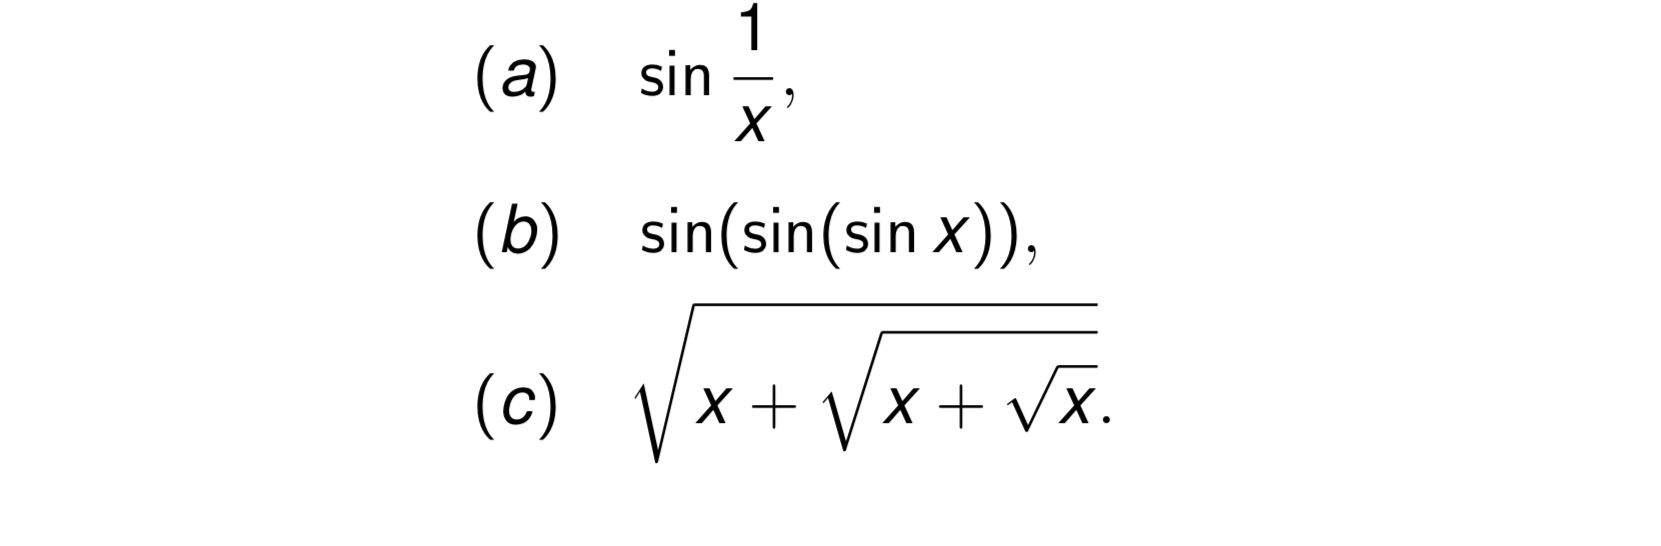 (a) sin 1/x,
(b) sin(sin(sin x)),
(c) √(x + √(x + √x)).